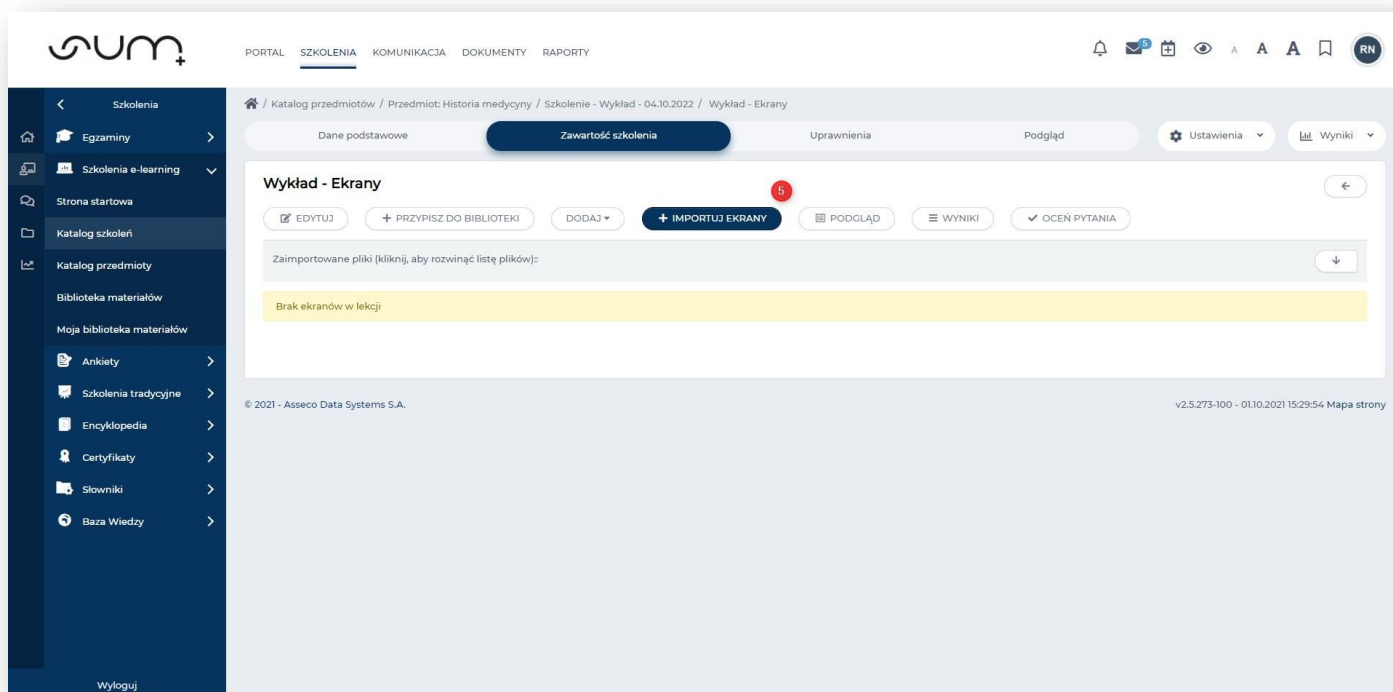 sum+
PORTAL SZKOLENIA KOMUNIKACJA DOKUMENTY RAPORTY
5 A A A RN
Szkolenia
Egzaminy
Szkolenia e-learning
Strona startowa
Katalog szkoleń
Katalog przedmioty
Biblioteka materiałów
Moja biblioteka materiałów
Ankiety
Szkolenia tradycyjne
Encyklopedia
Certyfikaty
Słowniki
Baza Wiedzy
Wyloguj
/ Katalog przedmiotów / Przedmiot: Historia medycyny / Szkolenie - Wykład - 04.10.2022 / Wykład - Ekrany
Dane podstawowe Zawartość szkolenia Uprawnienia Podgląd Ustawienia Wyniki
Wykład - Ekrany
5
EDYTUJ + PRZYPISZ DO BIBLIOTEKI DODAJ + IMPORTUJ EKRANY PODGLĄD WYNIKI OCEŃ PYTANIA
Zaimportowane pliki (kliknij, aby rozwinąć listę plików)::
Brak ekranów w lekcji
© 2021 - Asseco Data Systems S.A. v2.5.273-100 - 01.10.2021 15:29:54 Mapa strony